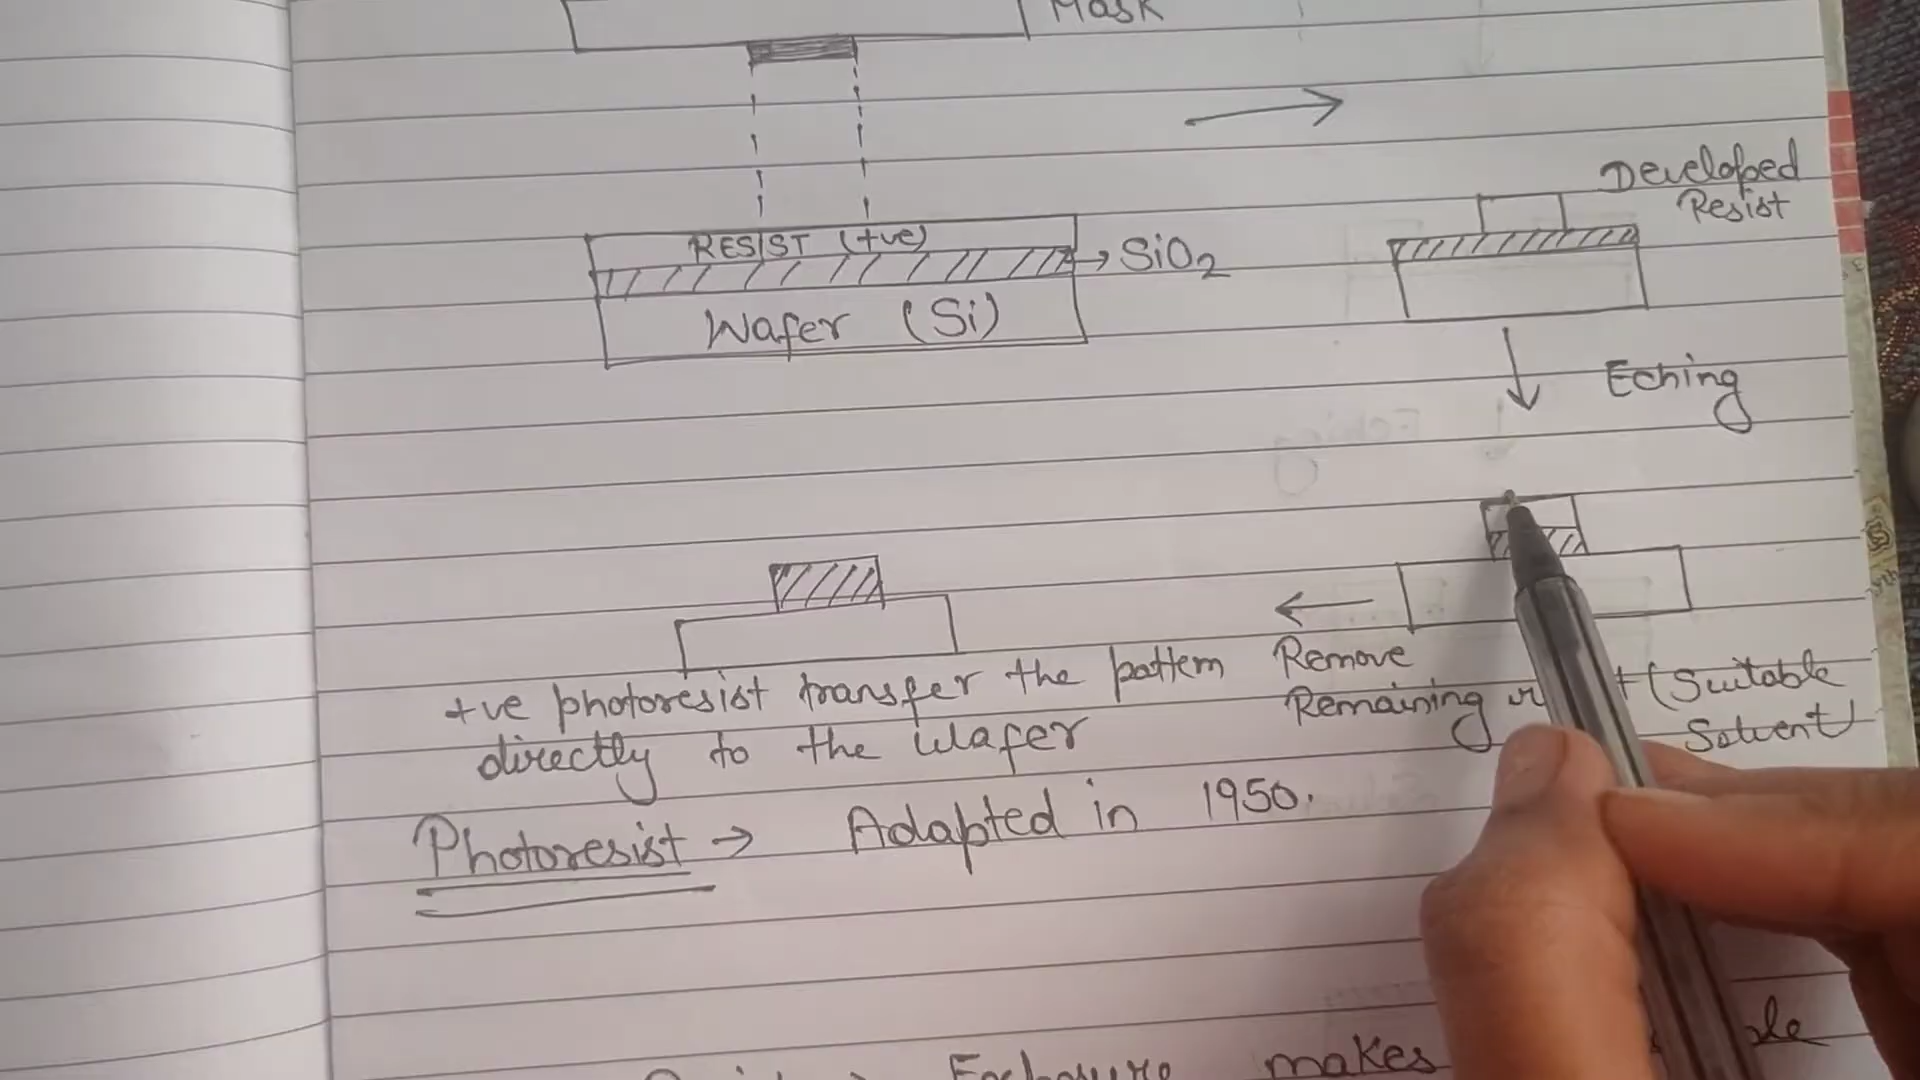 Mask
Developed
Resist
RESIST (+ve)
→ SiO2
Wafer (Si)
Eching
+ve photoresist transfer the pattern
directly to the Wafer
Remove
Remaining
(Suitable
Solvent)
Photoresist → Adapted in 1950.
makes